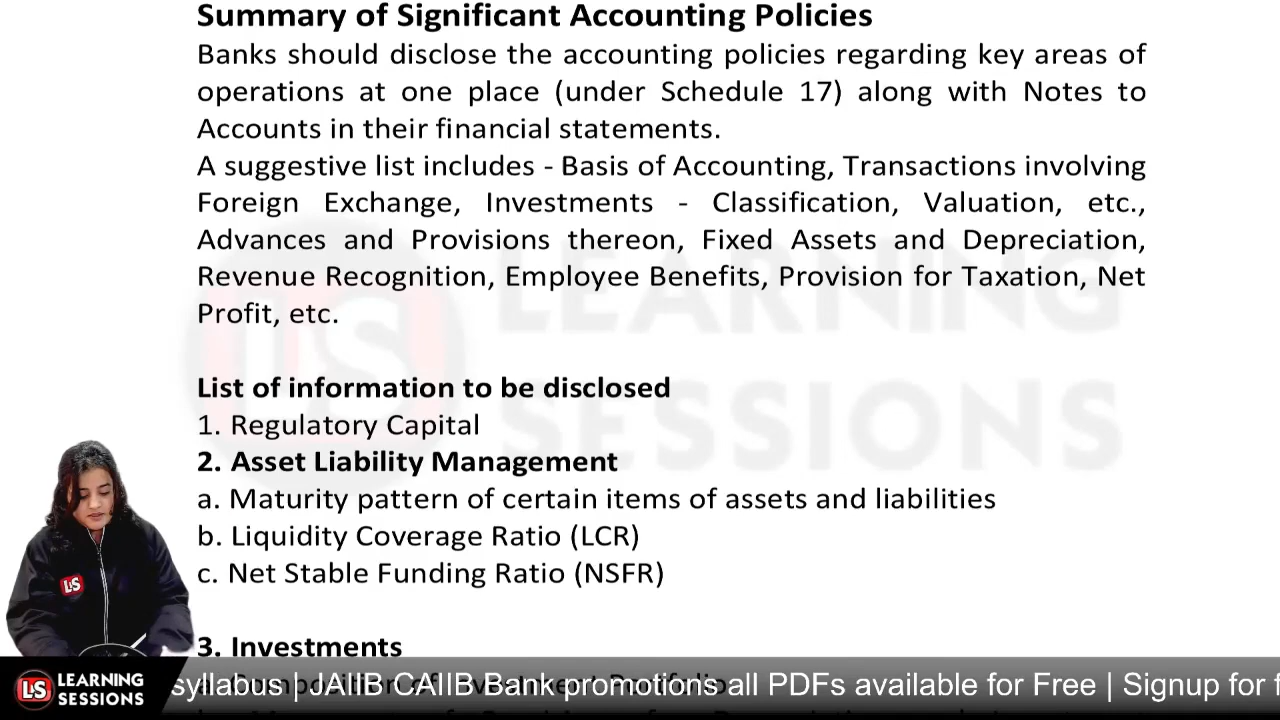 Summary of Significant Accounting Policies
Banks should disclose the accounting policies regarding key areas of
operations at one place (under Schedule 17) along with Notes to
Accounts in their financial statements.
A suggestive list includes - Basis of Accounting, Transactions involving
Foreign Exchange, Investments - Classification, Valuation, etc.,
Advances and Provisions thereon, Fixed Assets and Depreciation,
Revenue Recognition, Employee Benefits, Provision for Taxation, Net
Profit, etc.
LS LEARNING
SESSIONS
List of information to be disclosed
1. Regulatory Capital
2. Asset Liability Management
a. Maturity pattern of certain items of assets and liabilities
b. Liquidity Coverage Ratio (LCR)
c. Net Stable Funding Ratio (NSFR)
LS
3. Investments
LS LEARNING
SESSIONS
syllabus | JAIIB CAIIB Bank promotions all PDFs available for Free | Signup for f